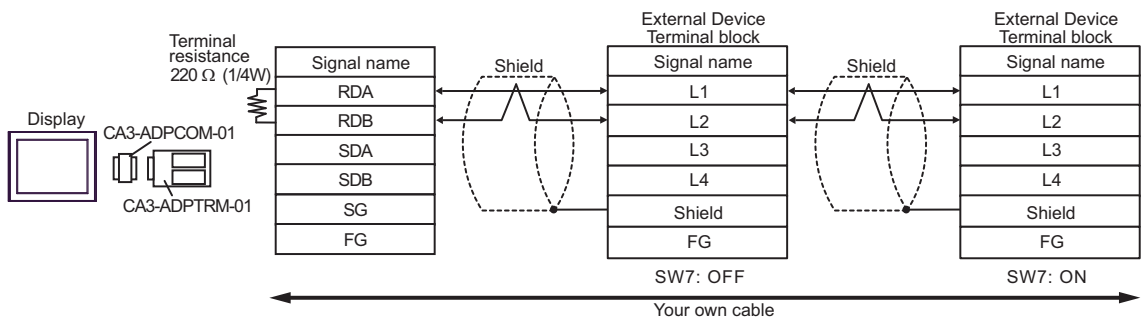 Display
CA3-ADPCOM-01
CA3-ADPTRM-01
Terminal
resistance
220 Ω (1/4W)
Signal name
RDA
RDB
SDA
SDB
SG
FG
Shield
External Device
Terminal block
Signal name
L1
L2
L3
L4
Shield
FG
SW7: OFF
Shield
External Device
Terminal block
Signal name
L1
L2
L3
L4
Shield
FG
SW7: ON
Your own cable